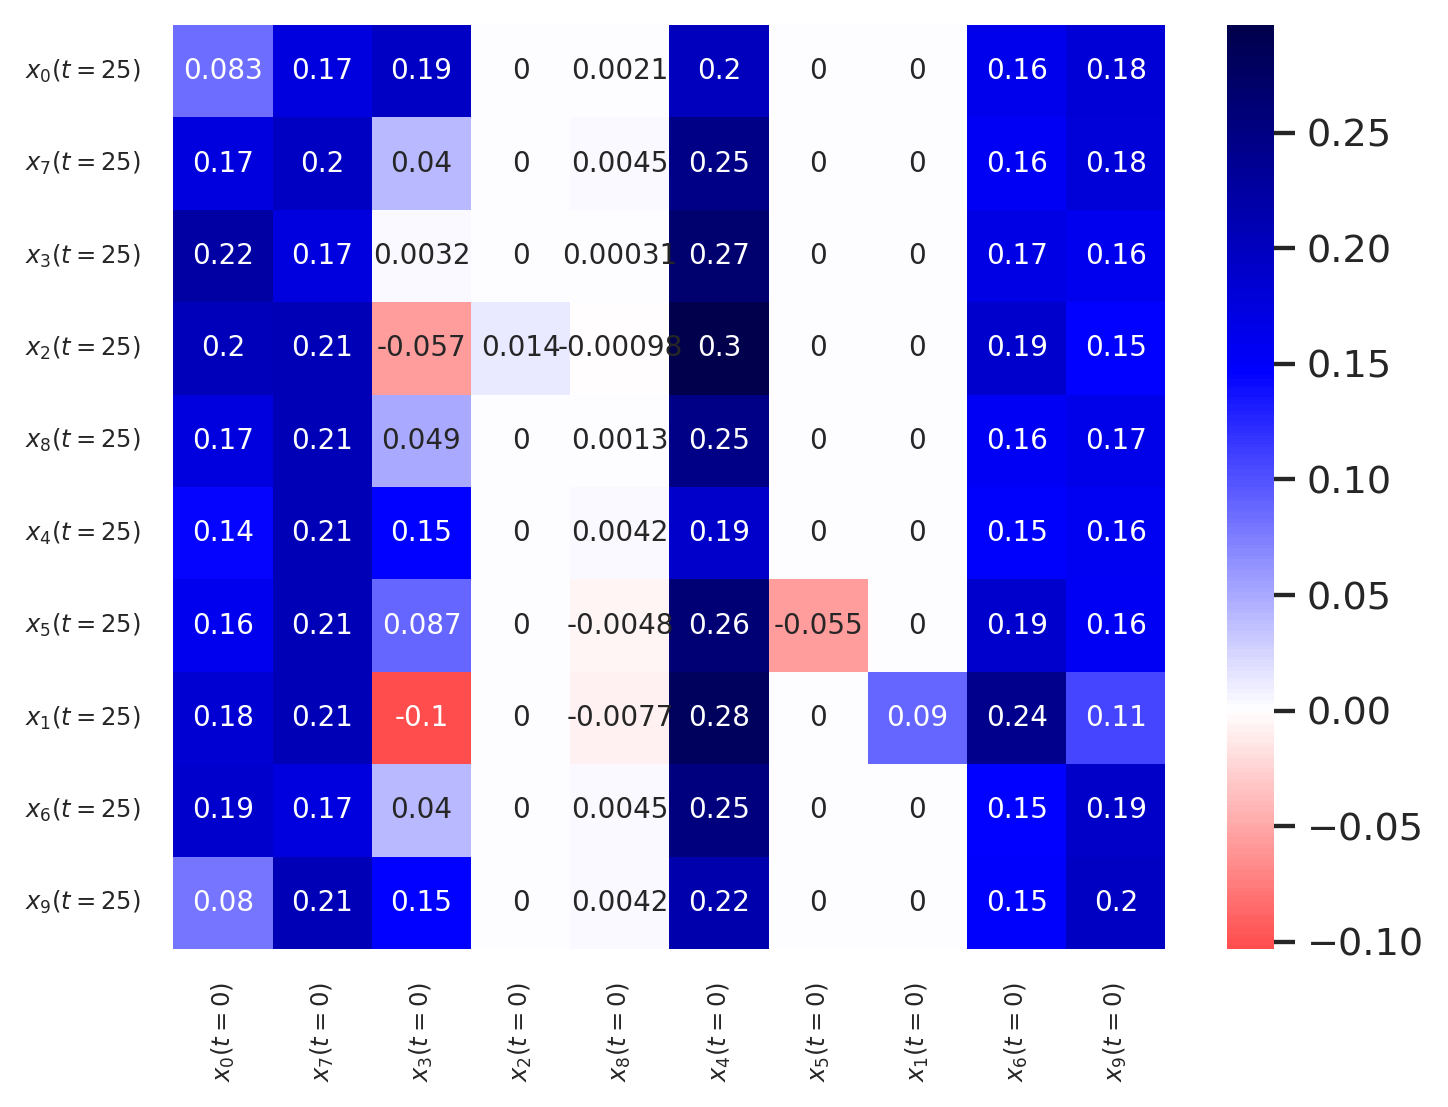 x₀(t = 25) 0.083 0.17 0.19 0 0.0021 0.2 0 0 0.16 0.18
x₇(t = 25) 0.17 0.2 0.04 0 0.0045 0.25 0 0 0.16 0.18
x₃(t = 25) 0.22 0.17 0.0032 0 0.00031 0.27 0 0 0.17 0.16
x₂(t = 25) 0.2 0.21 -0.057 0.014 -0.00098 0.3 0 0 0.19 0.15
x₈(t = 25) 0.17 0.21 0.049 0 0.0013 0.25 0 0 0.16 0.17
x₄(t = 25) 0.14 0.21 0.15 0 0.0042 0.19 0 0 0.15 0.16
x₅(t = 25) 0.16 0.21 0.087 0 -0.0048 0.26 -0.055 0 0.19 0.16
x₁(t = 25) 0.18 0.21 -0.1 0 -0.0077 0.28 0 0.09 0.24 0.11
x₆(t = 25) 0.19 0.17 0.04 0 0.0045 0.25 0 0 0.15 0.19
x₉(t = 25) 0.08 0.21 0.15 0 0.0042 0.22 0 0 0.15 0.2
x₀(t = 0)
x₇(t = 0)
x₃(t = 0)
x₂(t = 0)
x₈(t = 0)
x₄(t = 0)
x₅(t = 0)
x₁(t = 0)
x₆(t = 0)
x₉(t = 0)
0.25
0.20
0.15
0.10
0.05
0.00
−0.05
−0.10